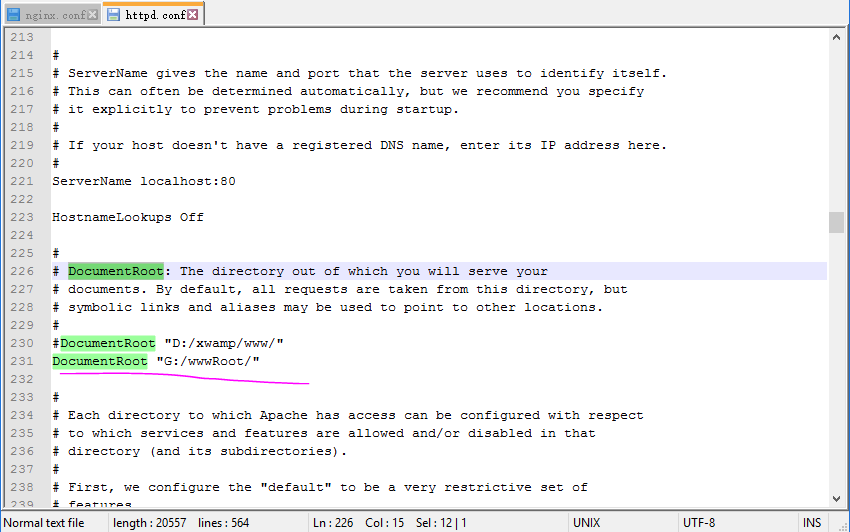 nginx.conf httpd.conf
213
214 #
215 # ServerName gives the name and port that the server uses to identify itself.
216 # This can often be determined automatically, but we recommend you specify
217 # it explicitly to prevent problems during startup.
218 #
219 # If your host doesn't have a registered DNS name, enter its IP address here.
220 #
221 ServerName localhost:80
222
223 HostnameLookups Off
224
225 #
226 # DocumentRoot: The directory out of which you will serve your
227 # documents. By default, all requests are taken from this directory, but
228 # symbolic links and aliases may be used to point to other locations.
229 #
230 #DocumentRoot "D:/xwamp/www/"
231 DocumentRoot "G:/wwwRoot/"
232
233 #
234 # Each directory to which Apache has access can be configured with respect
235 # to which services and features are allowed and/or disabled in that
236 # directory (and its subdirectories).
237 #
238 # First, we configure the "default" to be a very restrictive set of
239 # features
Normal text file length : 20557 lines : 564 Ln : 226 Col : 15 Sel : 12 | 1 UNIX UTF-8 INS